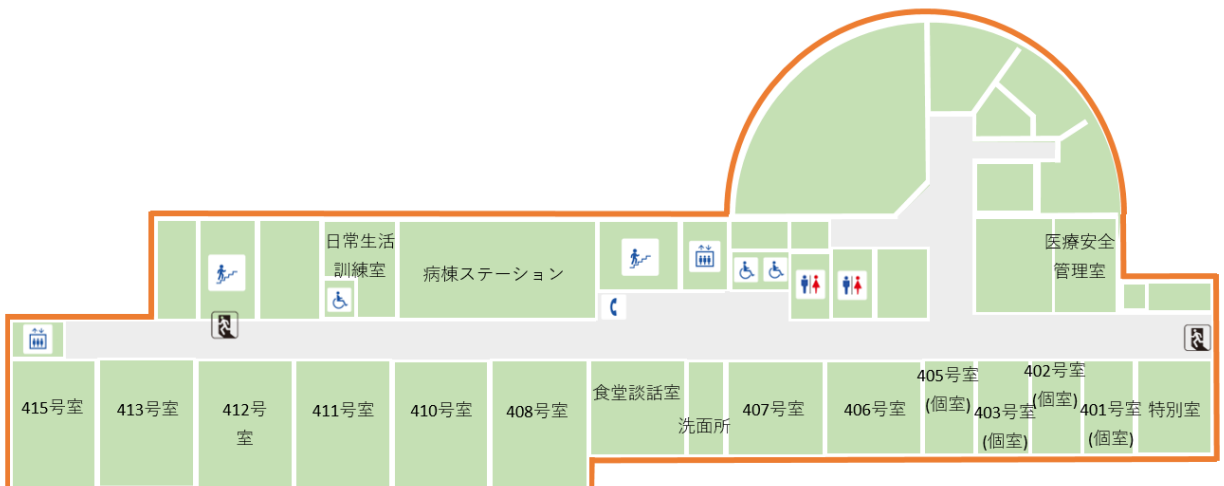 日常生活
訓練室
病棟ステーション
医療安全
管理室
415号室
413号室
412号
室
411号室
410号室
408号室
食堂談話室
洗面所
407号室
406号室
405号室
(個室)
403号室
(個室)
402号室
(個室)
401号室
(個室)
特別室